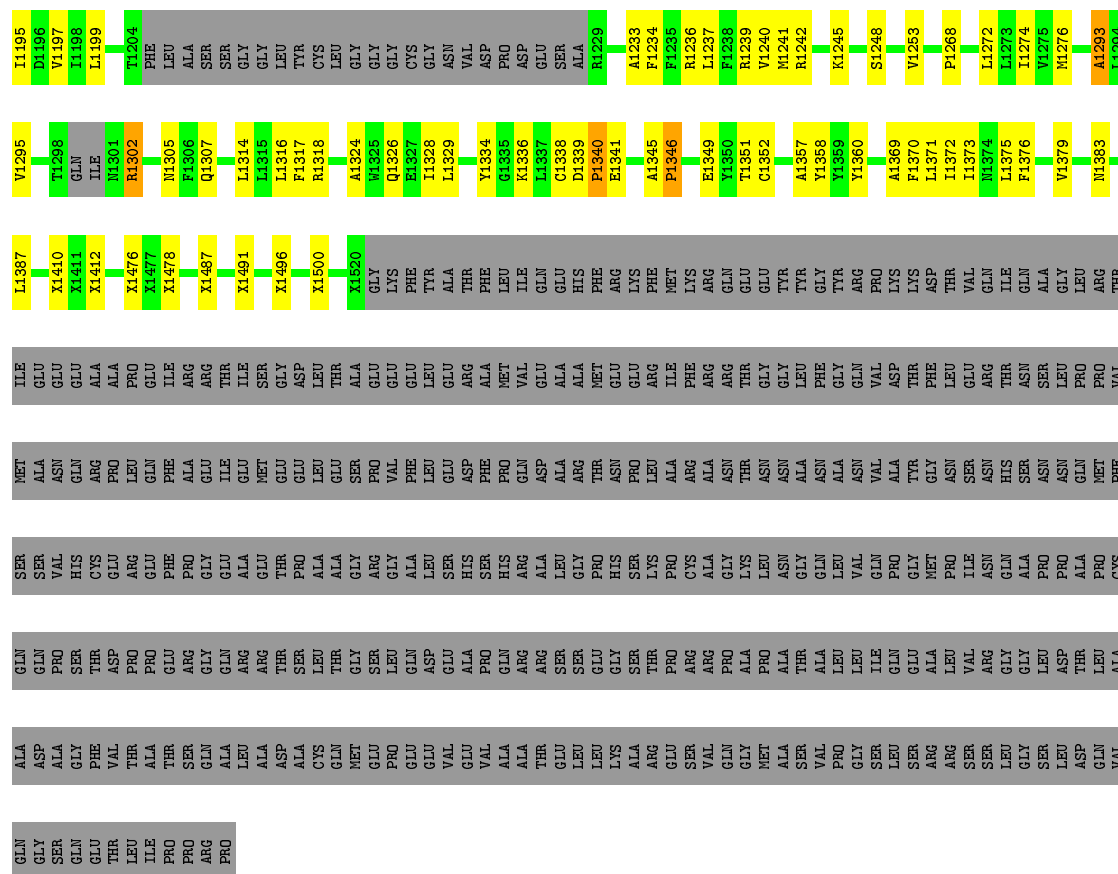 I1195 D1196 V1197 I1198 L1199 T1204 PHE LEU ALA SER SER GLY GLY LEU TYR CYS LEU GLY GLY GLY CYS GLY ASN VAL ASP PRO ASP GLU SER ALA R1229 A1233 F1234 F1235 R1236 L1237 F1238 R1239 V1240 M1241 R1242 K1245 S1248 V1253 P1268 L1272 L1273 I1274 V1275 M1276 A1293 L1294
V1295 T1298 GLN ILE N1301 R1302 N1305 F1306 Q1307 L1314 L1315 L1316 F1317 R1318 A1324 W1325 Q1326 E1327 I1328 L1329 Y1334 G1335 K1336 L1337 C1338 D1339 P1340 E1341 A1345 P1346 E1349 Y1350 T1351 C1352 A1357 Y1358 Y1359 Y1360 A1369 F1370 L1371 I1372 I1373 N1374 L1375 F1376 V1379 N1383
L1387 X1410 X1411 X1412 X1476 X1477 X1478 X1487 X1491 X1496 X1500 X1520 GLY LYS PHE TYR ALA THR PHE LEU ILE GLN GLU HIS PHE ARG LYS PHE MET LYS ARG GLN GLU GLU TYR TYR GLY TYR ARG PRO LYS LYS ASP THR VAL GLN ILE GLN ALA GLY LEU ARG THR
ILE GLU GLU GLU ALA ALA PRO GLU ILE ARG ARG THR ILE SER GLY ASP LEU THR ALA GLU GLU GLU LEU GLU ARG ALA MET VAL GLU ALA ALA MET GLU GLU ARG ILE PHE ARG ARG THR GLY GLY LEU PHE GLY GLN VAL ASP THR PHE LEU GLU ARG THR ASN SER LEU PRO PRO VAL
MET ALA ASN GLN ARG PRO LEU GLN PHE ALA GLU ILE GLU MET GLU GLU LEU GLU SER PRO VAL PHE LEU GLU ASP PHE PRO GLN ASP ALA ARG THR ASN PRO LEU ALA ARG ALA ASN THR ASN ASN ALA ASN ALA ASN VAL ALA TYR GLY ASN SER ASN HIS SER ASN ASN GLN MET PHE
SER SER VAL HIS CYS GLU ARG GLU PHE PRO GLY GLU ALA GLU THR PRO ALA ALA GLY ARG GLY ALA LEU SER HIS SER HIS ARG ALA LEU GLY PRO HIS SER LYS PRO CYS ALA GLY LYS LEU ASN GLY GLN LEU VAL GLN PRO GLY MET PRO ILE ASN GLN ALA PRO PRO ALA PRO CYS
GLN GLN PRO SER THR ASP PRO PRO GLU ARG GLY GLN ARG ARG THR SER LEU THR GLY SER LEU GLN ASP GLU ALA PRO GLN ARG ARG SER SER GLU GLY SER THR PRO ARG ARG PRO ALA PRO ALA THR ALA LEU LEU ILE GLN GLU ALA LEU VAL ARG GLY GLY LEU ASP THR LEU ALA
ALA ASP ALA GLY PHE VAL THR ALA THR SER GLN ALA LEU ALA ASP ALA CYS GLN MET GLU PRO GLU GLU VAL GLU VAL ALA ALA THR GLU LEU LEU LYS ALA ARG GLU SER VAL GLN GLY MET ALA SER VAL PRO GLY SER LEU SER ARG ARG SER SER LEU GLY SER LEU ASP GLN VAL
GLN GLY SER GLN GLU THR LEU ILE PRO PRO ARG PRO